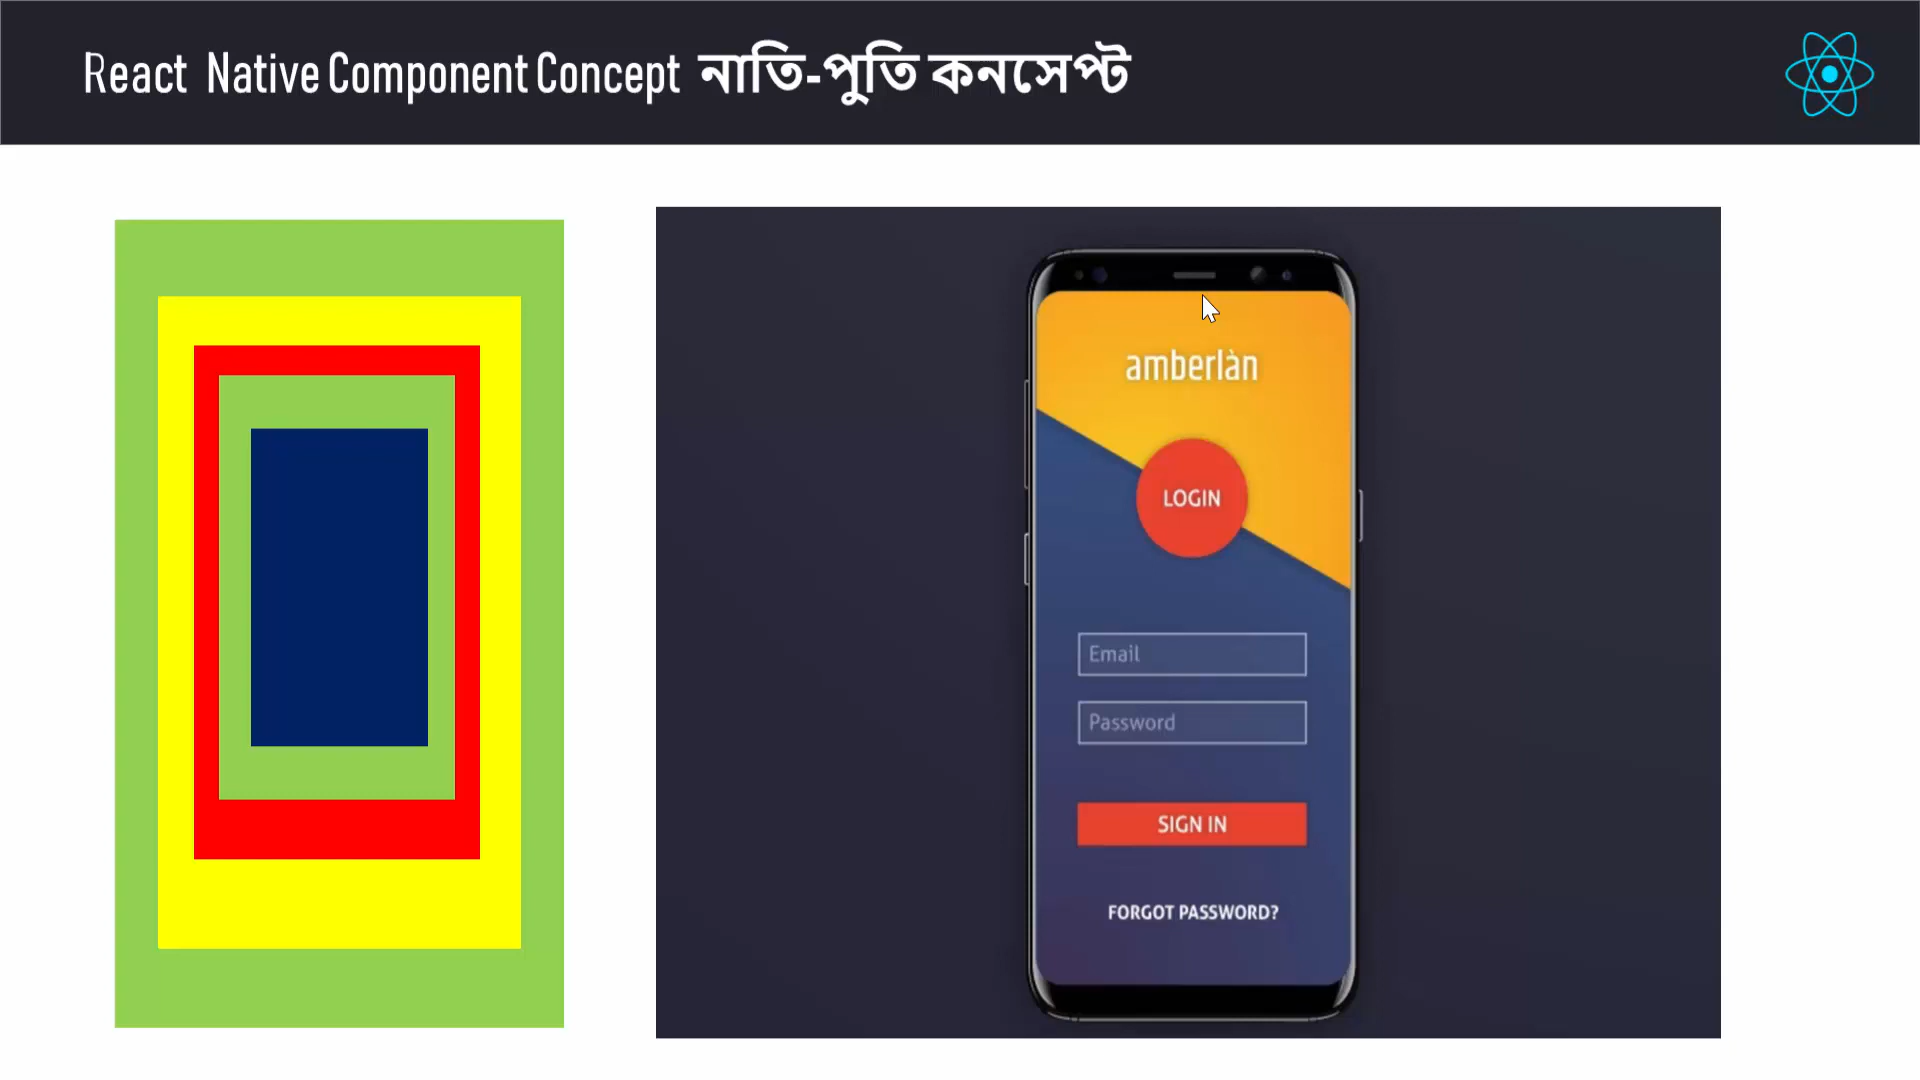 React Native Component Concept নাতি-পুতি কনসেপ্ট
amberlàn
LOGIN
Email
Password
SIGN IN
FORGOT PASSWORD?